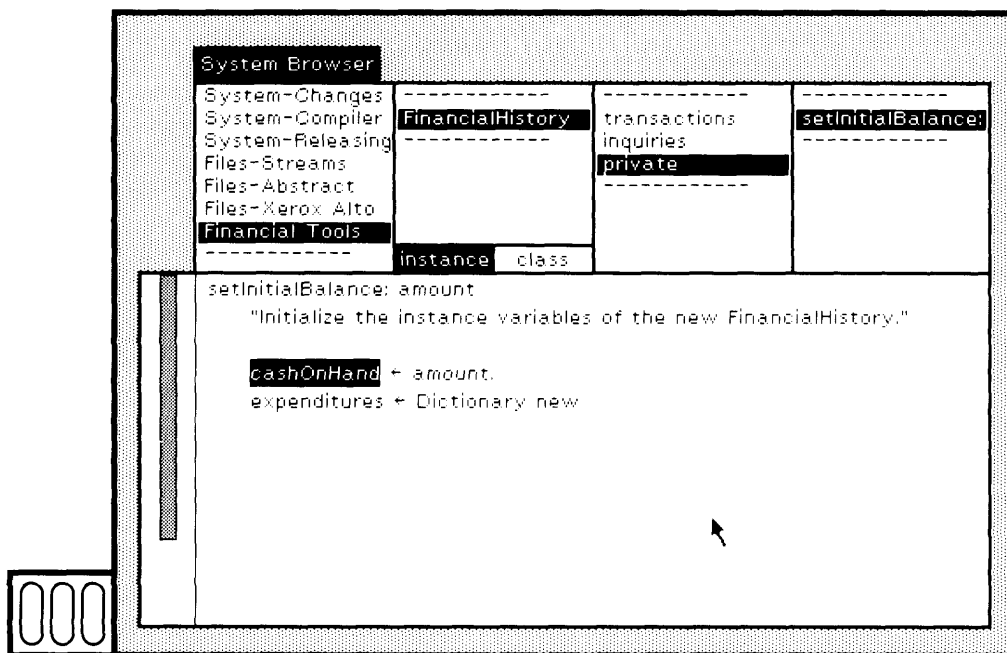 System Browser
System-Changes
System-Compiler
System-Releasing
Files-Streams
Files-Abstract
Files-Xerox Alto
Financial Tools
------------
------------
FinancialHistory
------------
instance class
------------
transactions
inquiries
private
------------
------------
setInitialBalance:
------------
setInitialBalance: amount
"Initialize the instance variables of the new FinancialHistory."
cashOnHand ← amount.
expenditures ← Dictionary new